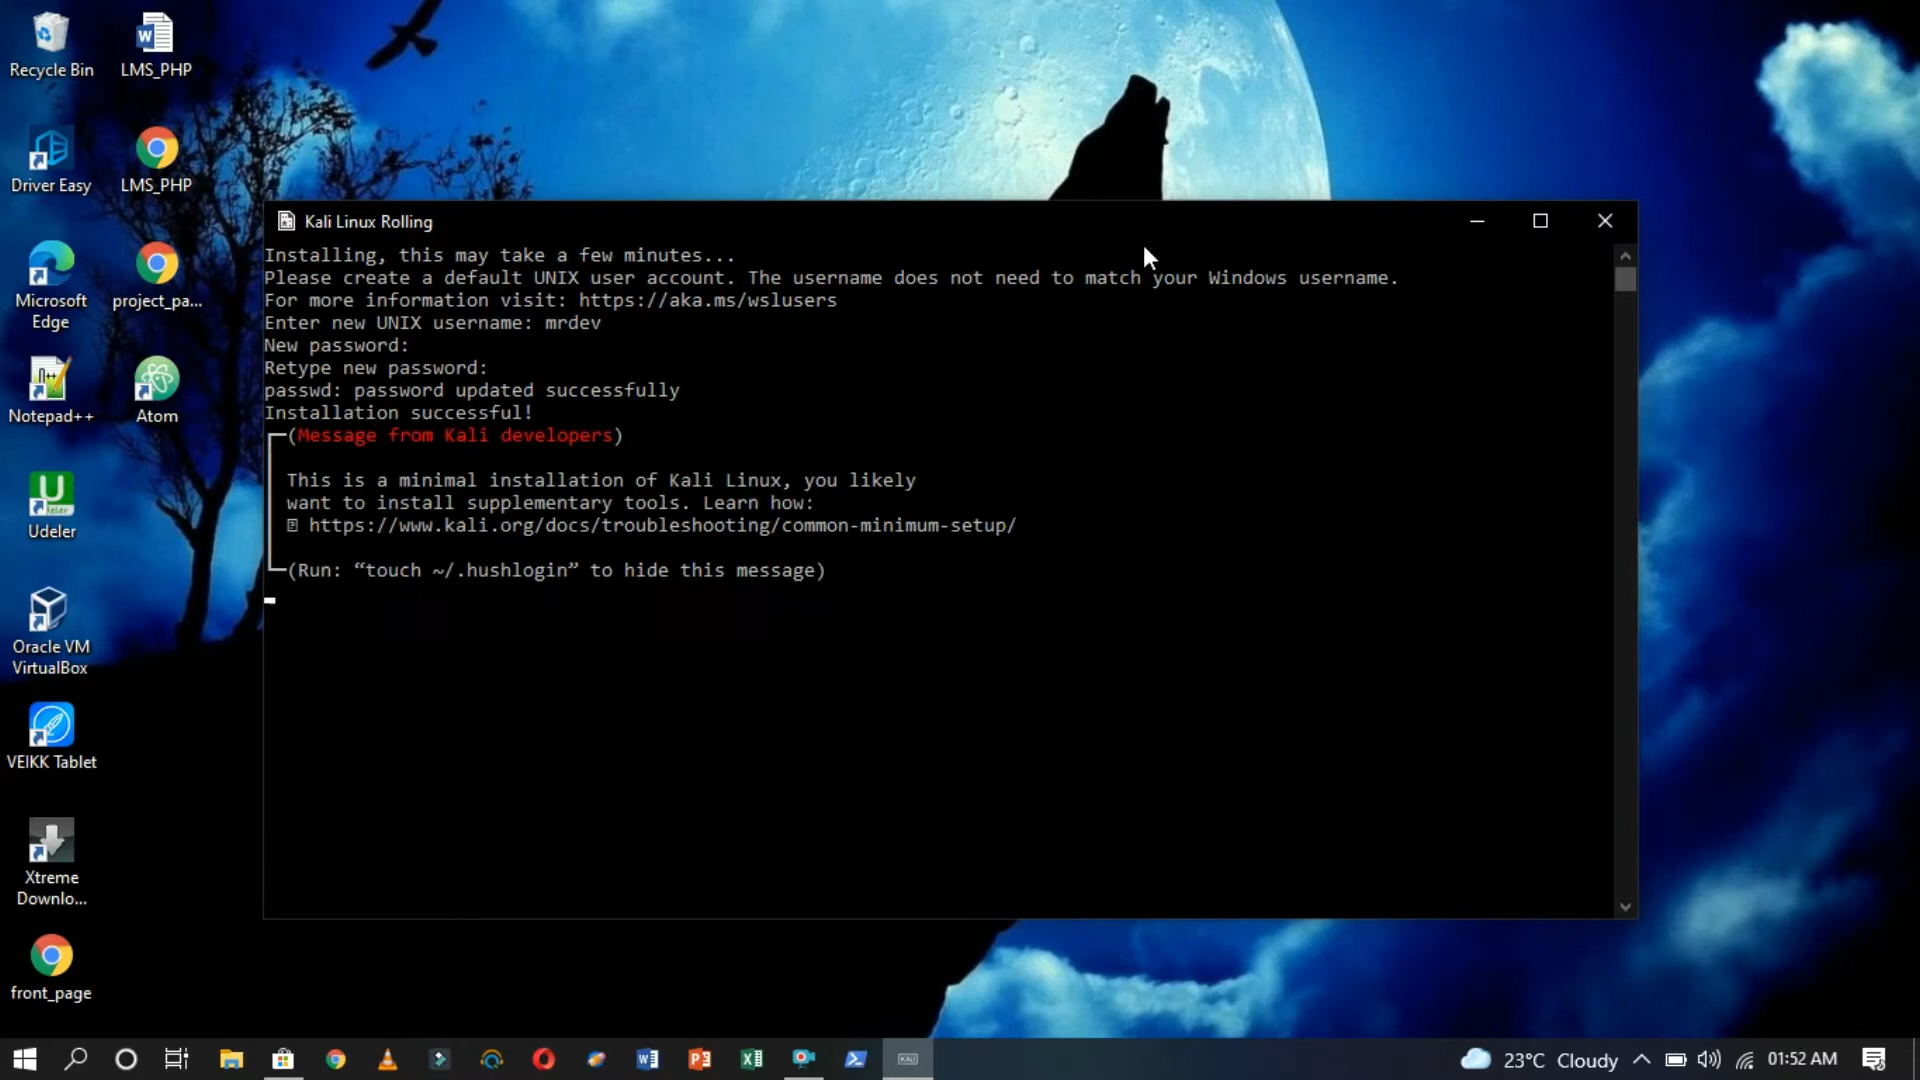 Recycle Bin
LMS_PHP
Driver Easy
LMS_PHP
Microsoft
Edge
project_pa...
Notepad++
Atom
Udeler
Oracle VM
VirtualBox
VEIKK Tablet
Xtreme
Downlo...
front_page
Kali Linux Rolling
Installing, this may take a few minutes...
Please create a default UNIX user account. The username does not need to match your Windows username.
For more information visit: https://aka.ms/wslusers
Enter new UNIX username: mrdev
New password:
Retype new password:
passwd: password updated successfully
Installation successful!
(Message from Kali developers)
This is a minimal installation of Kali Linux, you likely
want to install supplementary tools. Learn how:
https://www.kali.org/docs/troubleshooting/common-minimum-setup/
(Run: “touch ~/.hushlogin” to hide this message)
23°C Cloudy
01:52 AM